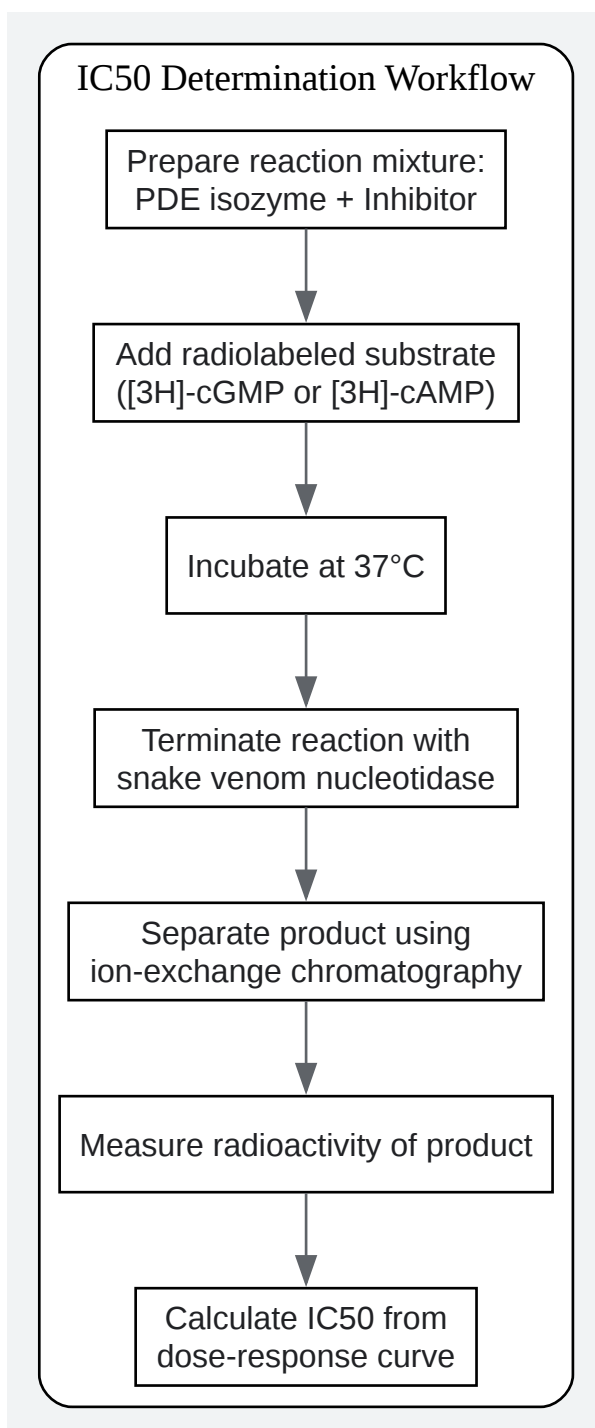 IC50 Determination Workflow
Prepare reaction mixture:
PDE isozyme + Inhibitor
Add radiolabeled substrate
([3H]-cGMP or [3H]-cAMP)
Incubate at 37°C
Terminate reaction with
snake venom nucleotidase
Separate product using
ion-exchange chromatography
Measure radioactivity of product
Calculate IC50 from
dose-response curve